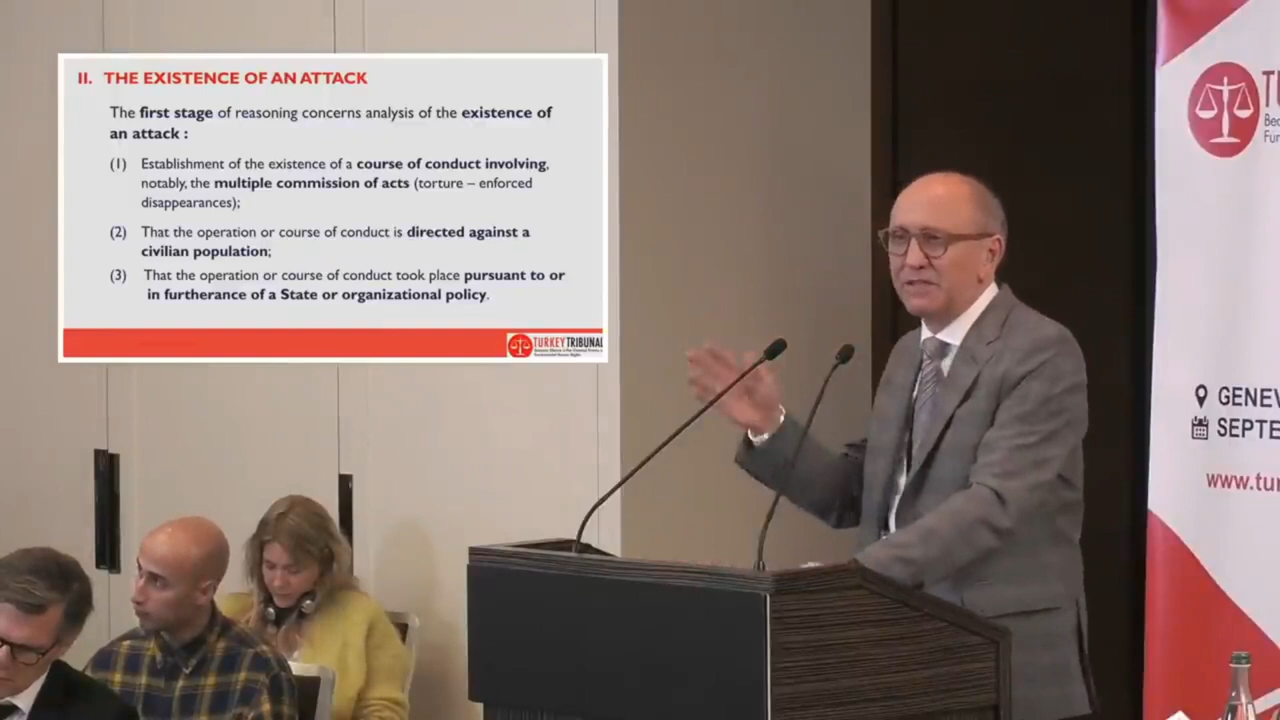 II. THE EXISTENCE OF AN ATTACK
The first stage of reasoning concerns analysis of the existence of
an attack :
(1) Establishment of the existence of a course of conduct involving,
notably, the multiple commission of acts (torture – enforced
disappearances);
(2) That the operation or course of conduct is directed against a
civilian population;
(3) That the operation or course of conduct took place pursuant to or
in furtherance of a State or organizational policy.
TURKEY TRIBUNAL
GENEV
SEPTE
www.tur